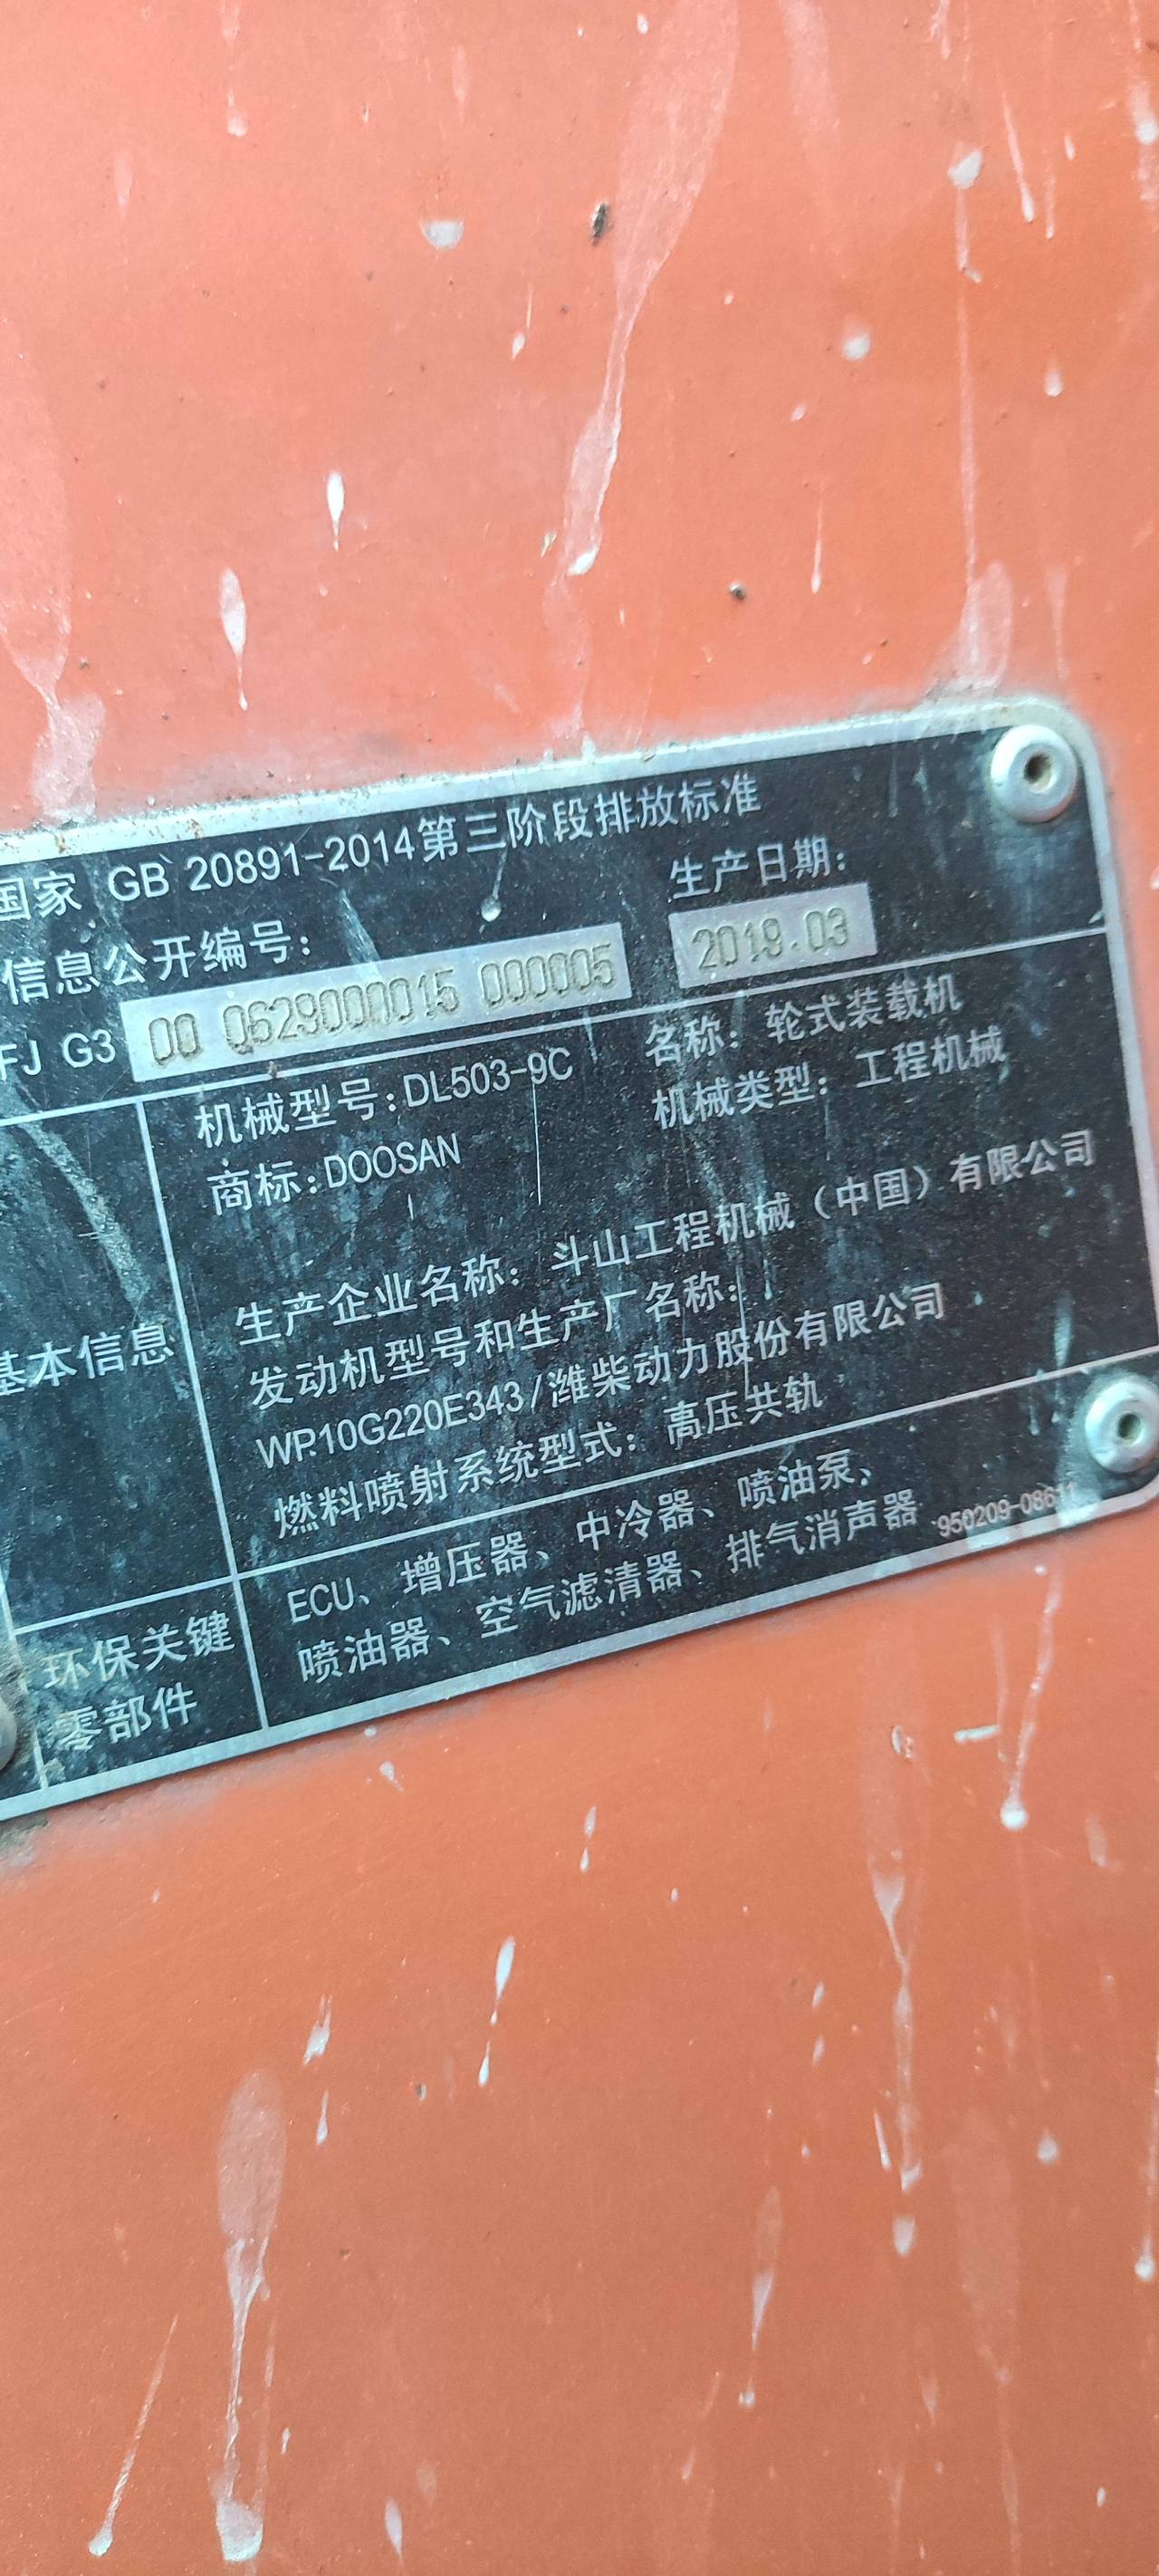 国家 GB 20891-2014第三阶段排放标准
信息公开编号:
生产日期:
FJ G3 00 Q629000015 000005
2019.03
机械型号:DL503-9C 名称: 轮式装载机
商标:DOOSAN 机械类型: 工程机械
基本信息
生产企业名称: 斗山工程机械（中国）有限公司
发动机型号和生产厂名称:
WP.10G220E343/潍柴动力股份有限公司
燃料喷射系统型式: 高压共轨
环保关键
零部件
ECU、增压器、中冷器、喷油泵、
喷油器、空气滤清器、排气消声器
950209-08611